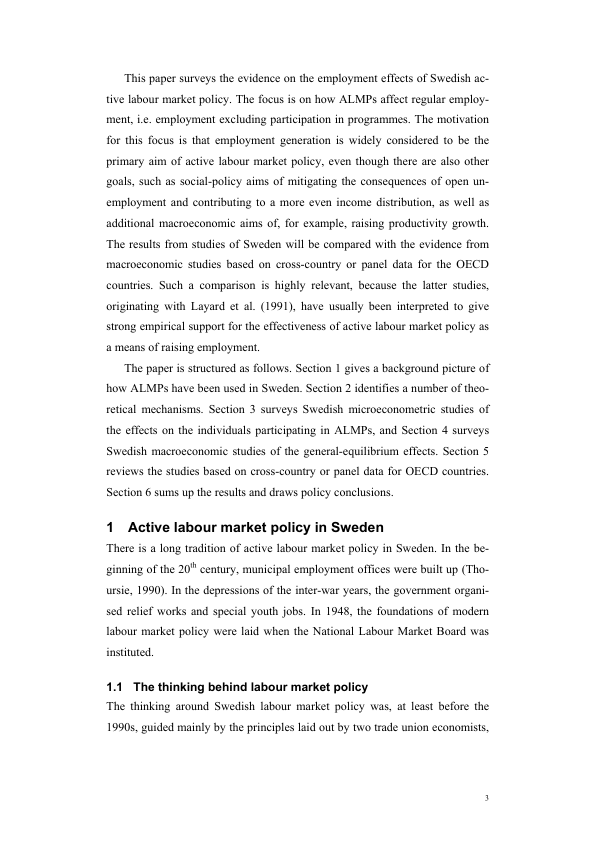 This paper surveys the evidence on the employment effects of Swedish ac-
tive labour market policy. The focus is on how ALMPs affect regular employ-
ment, i.e. employment excluding participation in programmes. The motivation
for this focus is that employment generation is widely considered to be the
primary aim of active labour market policy, even though there are also other
goals, such as social-policy aims of mitigating the consequences of open un-
employment and contributing to a more even income distribution, as well as
additional macroeconomic aims of, for example, raising productivity growth.
The results from studies of Sweden will be compared with the evidence from
macroeconomic studies based on cross-country or panel data for the OECD
countries. Such a comparison is highly relevant, because the latter studies,
originating with Layard et al. (1991), have usually been interpreted to give
strong empirical support for the effectiveness of active labour market policy as
a means of raising employment.
The paper is structured as follows. Section 1 gives a background picture of
how ALMPs have been used in Sweden. Section 2 identifies a number of theo-
retical mechanisms. Section 3 surveys Swedish microeconometric studies of
the effects on the individuals participating in ALMPs, and Section 4 surveys
Swedish macroeconomic studies of the general-equilibrium effects. Section 5
reviews the studies based on cross-country or panel data for OECD countries.
Section 6 sums up the results and draws policy conclusions.
1 Active labour market policy in Sweden
There is a long tradition of active labour market policy in Sweden. In the be-
ginning of the 20th century, municipal employment offices were built up (Tho-
ursie, 1990). In the depressions of the inter-war years, the government organi-
sed relief works and special youth jobs. In 1948, the foundations of modern
labour market policy were laid when the National Labour Market Board was
instituted.
1.1 The thinking behind labour market policy
The thinking around Swedish labour market policy was, at least before the
1990s, guided mainly by the principles laid out by two trade union economists,
3